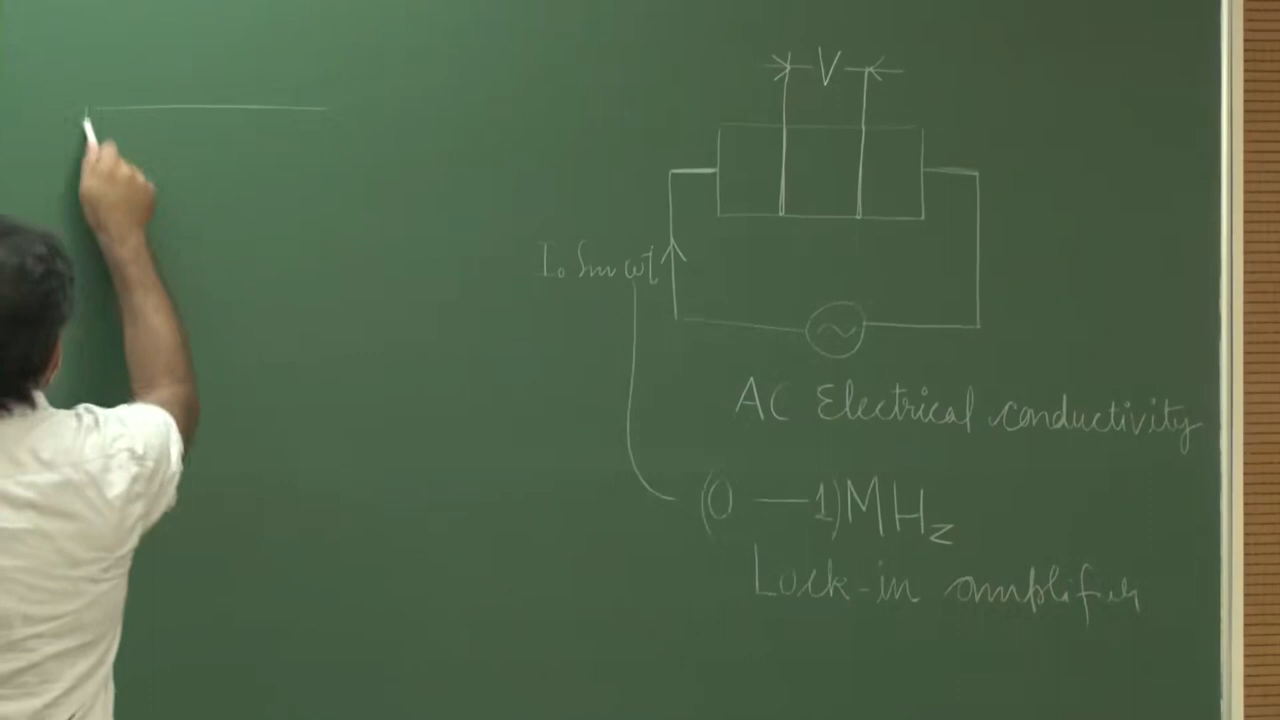 V
I₀ Sin ωt
AC Electrical conductivity
(0 — 1) MHz
Lock-in amplifier